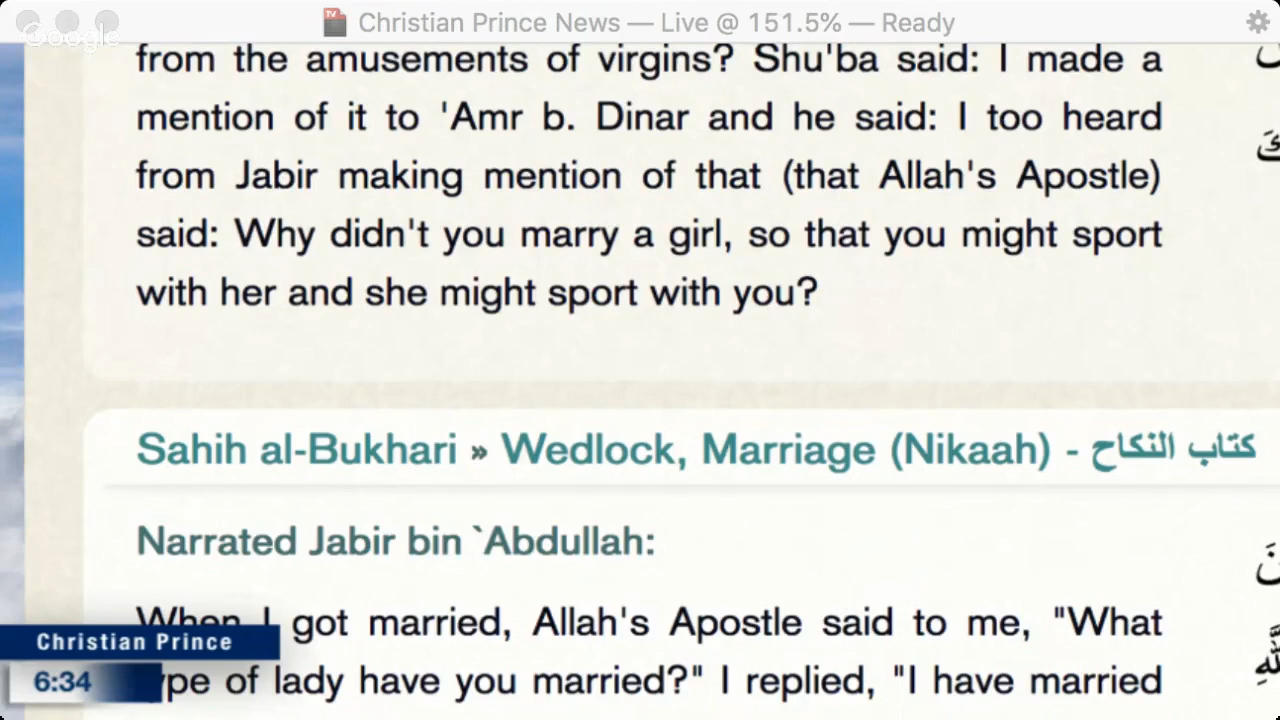 Christian Prince News — Live @ 151.5% — Ready
Google
from the amusements of virgins? Shu'ba said: I made a
mention of it to 'Amr b. Dinar and he said: I too heard
from Jabir making mention of that (that Allah's Apostle)
said: Why didn't you marry a girl, so that you might sport
with her and she might sport with you?
Sahih al-Bukhari » Wedlock, Marriage (Nikaah) - كتاب النكاح
Narrated Jabir bin `Abdullah:
When I got married, Allah's Apostle said to me, "What
type of lady have you married?" I replied, "I have married
Christian Prince
6:34